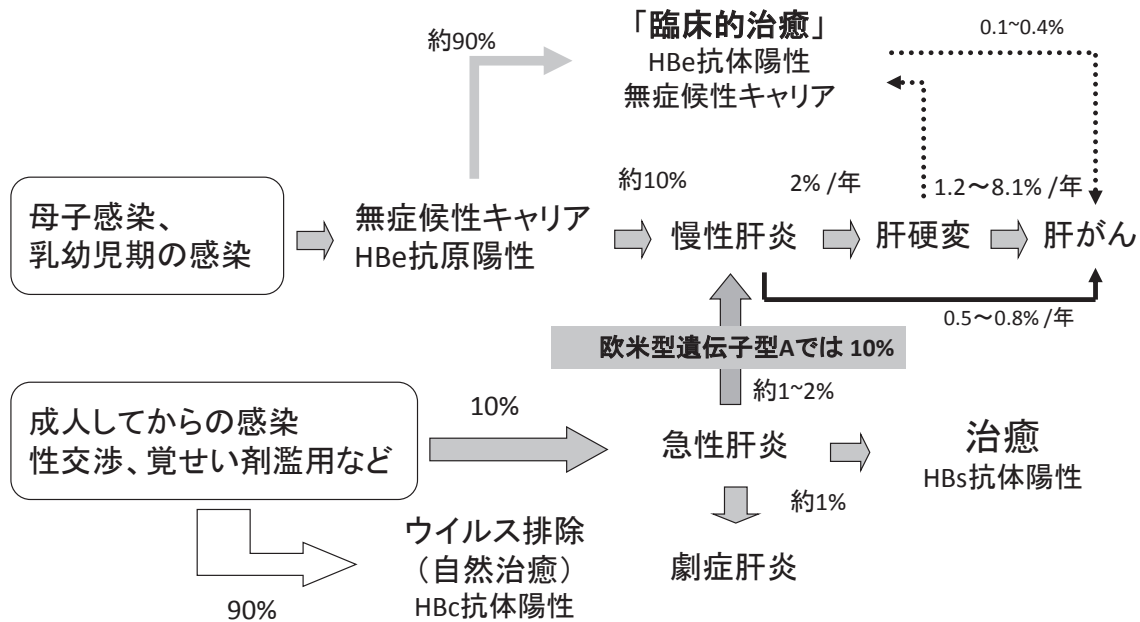 「臨床的治癒」
HBe抗体陽性
無症候性キャリア
約90%
0.1~0.4%
母子感染、
乳幼児期の感染
無症候性キャリア
HBe抗原陽性
約10%
慢性肝炎
2% /年
肝硬変
1.2～8.1% /年
肝がん
0.5～0.8% /年
欧米型遺伝子型Aでは 10%
約1~2%
成人してからの感染
性交渉、覚せい剤濫用など
10%
急性肝炎
治癒
HBs抗体陽性
約1%
劇症肝炎
ウイルス排除
（自然治癒）
HBc抗体陽性
90%